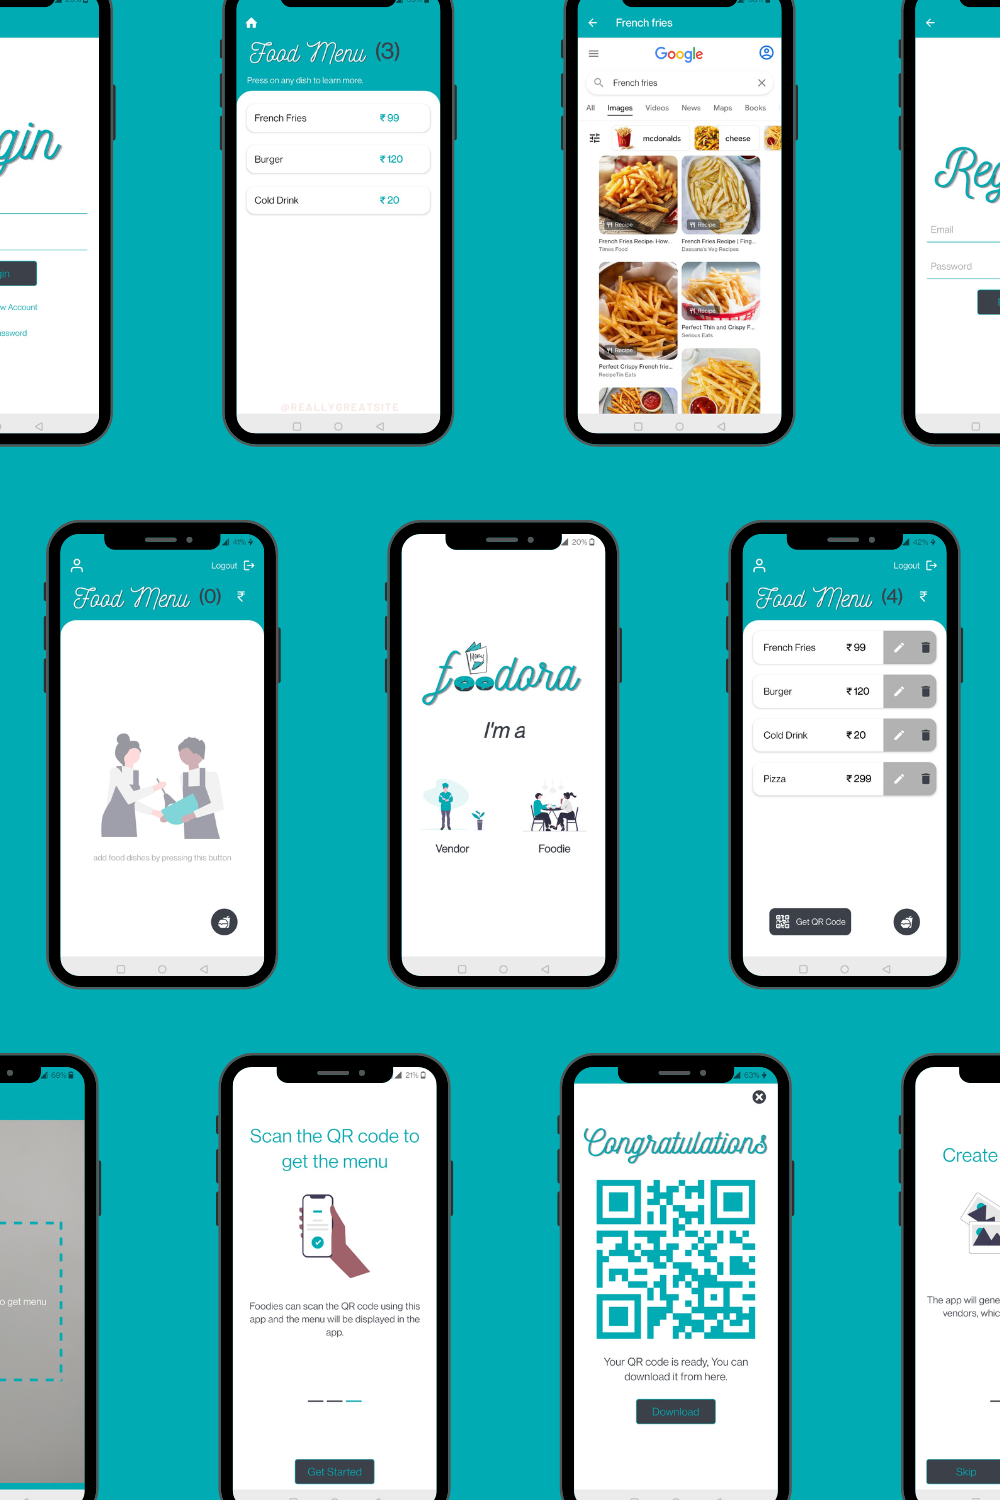 gin
gin
w Account
ssword
Food Menu (3)
Press on any dish to learn more.
French Fries ₹ 99
Burger ₹ 120
Cold Drink ₹ 20
@REALLYGREATSITE
French fries
Google
French fries
All Images Videos News Maps Books
mcdonalds cheese
Recipe Recipe
French Fries Recipe: How...
Times Food
French Fries Recipe | Fing...
Dassana's Veg Recipes
Recipe
Perfect Thin and Crispy F...
Serious Eats
Recipe
Perfect Crispy French frie...
RecipeTin Eats
Reg
Email
Password
41%
Logout
Food Menu (0) ₹
add food dishes by pressing this button
20%
foodora
Menu
I'm a
Vendor Foodie
42%
Logout
Food Menu (4) ₹
French Fries ₹ 99
Burger ₹ 120
Cold Drink ₹ 20
Pizza ₹ 299
Get QR Code
69%
o get menu
21%
Scan the QR code to
get the menu
Foodies can scan the QR code using this
app and the menu will be displayed in the
app.
Get Started
63%
Congratulations
Your QR code is ready, You can
download it from here.
Download
Create
The app will gene
vendors, whic
Skip